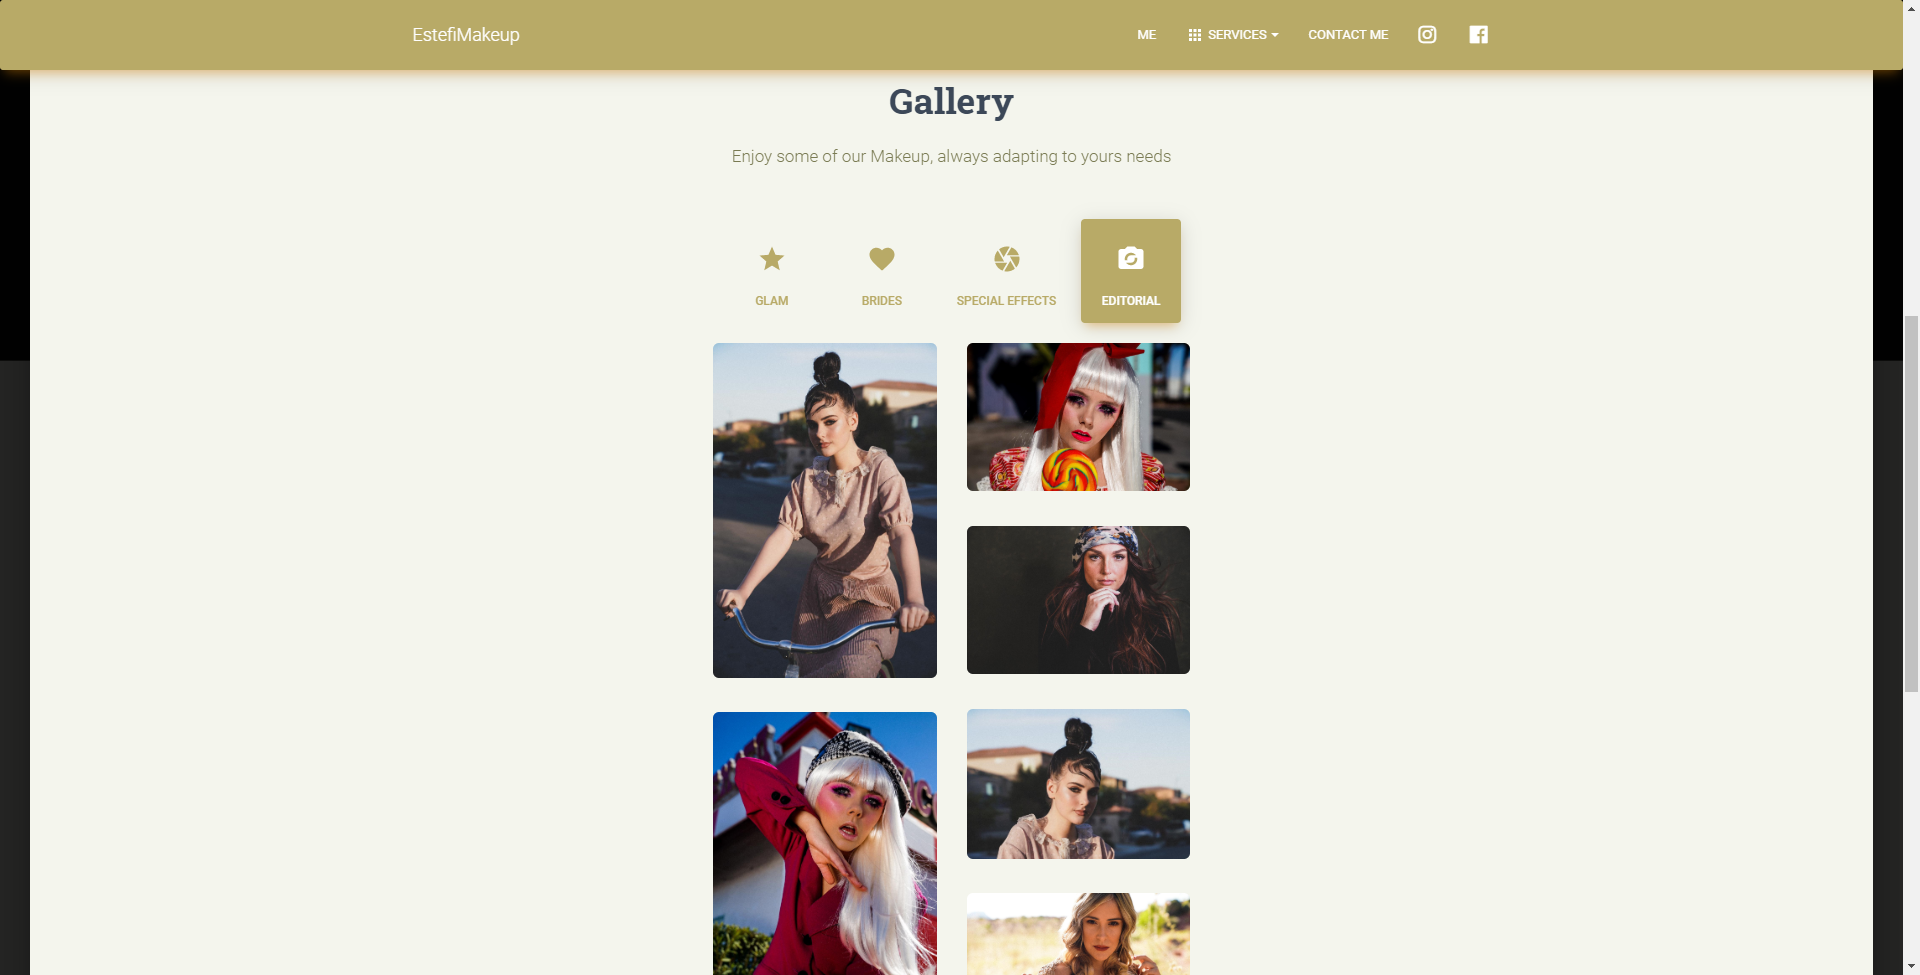 EstefiMakeup
ME
SERVICES
CONTACT ME
Gallery
Enjoy some of our Makeup, always adapting to yours needs
GLAM
BRIDES
SPECIAL EFFECTS
EDITORIAL